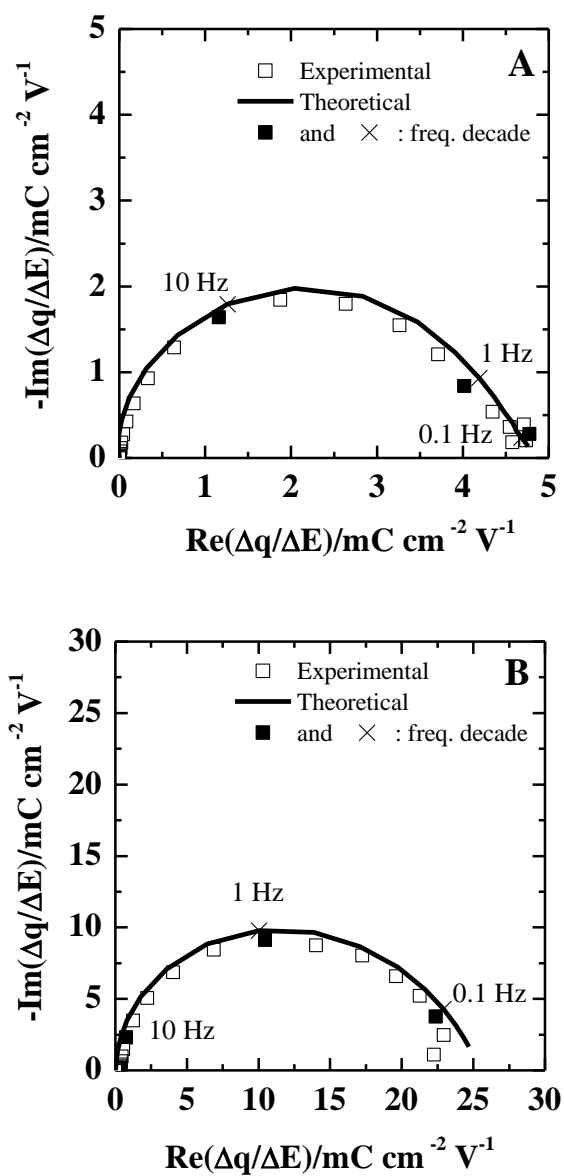 5
A
Experimental
Theoretical
and × : freq. decade
4
3
2
1
0
10 Hz
1 Hz
0.1 Hz
0 1 2 3 4 5
-Im(Δq/ΔE)/mC cm⁻² V⁻¹
Re(Δq/ΔE)/mC cm⁻² V⁻¹
30
B
Experimental
Theoretical
and × : freq. decade
25
20
15
10
5
0
1 Hz
0.1 Hz
10 Hz
0 5 10 15 20 25 30
-Im(Δq/ΔE)/mC cm⁻² V⁻¹
Re(Δq/ΔE)/mC cm⁻² V⁻¹